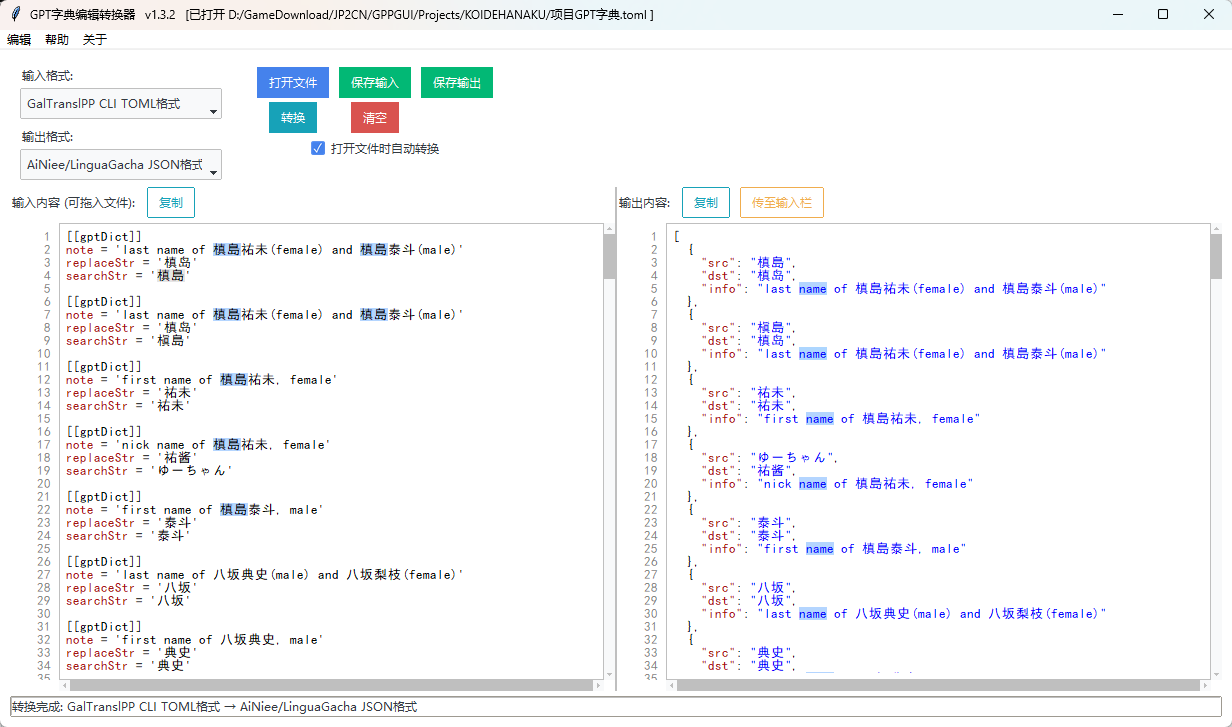 GPT字典编辑转换器 v1.3.2 [已打开 D:/GameDownload/JP2CN/GPPGUI/Projects/KOIDEHANAKU/项目GPT字典.toml ]
编辑 帮助 关于
输入格式:
GalTranslPP CLI TOML格式
输出格式:
AiNiee/LinguaGacha JSON格式
打开文件 保存输入 保存输出
转换 清空
打开文件时自动转换
输入内容 (可拖入文件): 复制
1 [[gptDict]]
2 note = 'last name of 槙島祐未(female) and 槙島泰斗(male)'
3 replaceStr = '槙岛'
4 searchStr = '槙島'
5
6 [[gptDict]]
7 note = 'last name of 槙島祐未(female) and 槙島泰斗(male)'
8 replaceStr = '槙岛'
9 searchStr = '槇島'
10
11 [[gptDict]]
12 note = 'first name of 槙島祐未, female'
13 replaceStr = '祐未'
14 searchStr = '祐未'
15
16 [[gptDict]]
17 note = 'nick name of 槙島祐未, female'
18 replaceStr = '祐酱'
19 searchStr = 'ゆーちゃん'
20
21 [[gptDict]]
22 note = 'first name of 槙島泰斗, male'
23 replaceStr = '泰斗'
24 searchStr = '泰斗'
25
26 [[gptDict]]
27 note = 'last name of 八坂典史(male) and 八坂梨枝(female)'
28 replaceStr = '八坂'
29 searchStr = '八坂'
30
31 [[gptDict]]
32 note = 'first name of 八坂典史, male'
33 replaceStr = '典史'
34 searchStr = '典史'
35
输出内容: 复制 传至输入栏
1 [
2 {
3 "src": "槙島",
4 "dst": "槙岛",
5 "info": "last name of 槙島祐未(female) and 槙島泰斗(male)"
6 },
7 {
8 "src": "槇島",
9 "dst": "槙岛",
10 "info": "last name of 槙島祐未(female) and 槙島泰斗(male)"
11 },
12 {
13 "src": "祐未",
14 "dst": "祐未",
15 "info": "first name of 槙島祐未, female"
16 },
17 {
18 "src": "ゆーちゃん",
19 "dst": "祐酱",
20 "info": "nick name of 槙島祐未, female"
21 },
22 {
23 "src": "泰斗",
24 "dst": "泰斗",
25 "info": "first name of 槙島泰斗, male"
26 },
27 {
28 "src": "八坂",
29 "dst": "八坂",
30 "info": "last name of 八坂典史(male) and 八坂梨枝(female)"
31 },
32 {
33 "src": "典史",
34 "dst": "典史",
35
转换完成: GalTranslPP CLI TOML格式 → AiNiee/LinguaGacha JSON格式